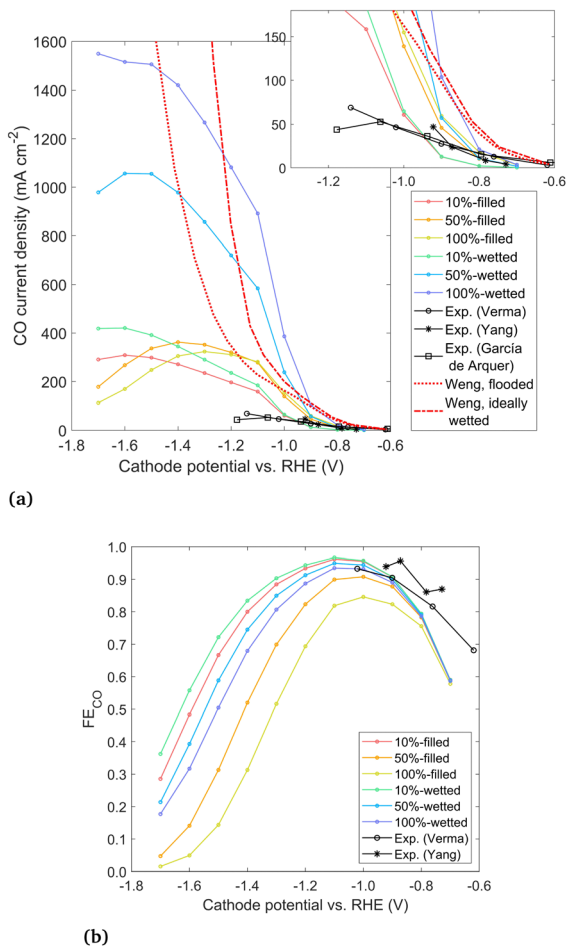 (a)
1600
1400
1200
1000
800
600
400
200
0
CO current density (mA cm⁻²)
-1.8
-1.6
-1.4
-1.2
-1.0
-0.8
-0.6
Cathode potential vs. RHE (V)
150
100
50
0
-1.2
-1.0
-0.8
-0.6
10%-filled
50%-filled
100%-filled
10%-wetted
50%-wetted
100%-wetted
Exp. (Verma)
Exp. (Yang)
Exp. (García
de Arquer)
Weng, flooded
Weng, ideally
wetted
(a)
1.0
0.9
0.8
0.7
0.6
0.5
0.4
0.3
0.2
0.1
0.0
FE_CO
10%-filled
50%-filled
100%-filled
10%-wetted
50%-wetted
100%-wetted
Exp. (Verma)
Exp. (Yang)
-1.8
-1.6
-1.4
-1.2
-1.0
-0.8
-0.6
Cathode potential vs. RHE (V)
(b)